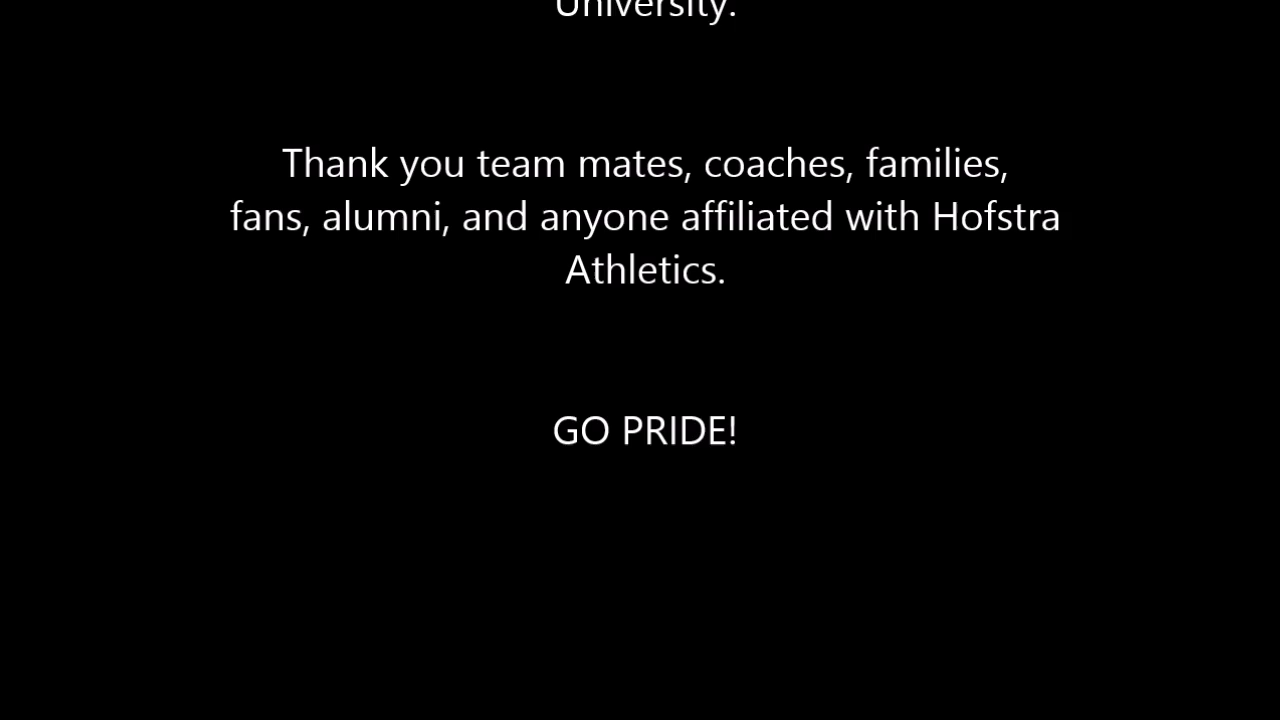 University.
Thank you team mates, coaches, families,
fans, alumni, and anyone affiliated with Hofstra
Athletics.
GO PRIDE!